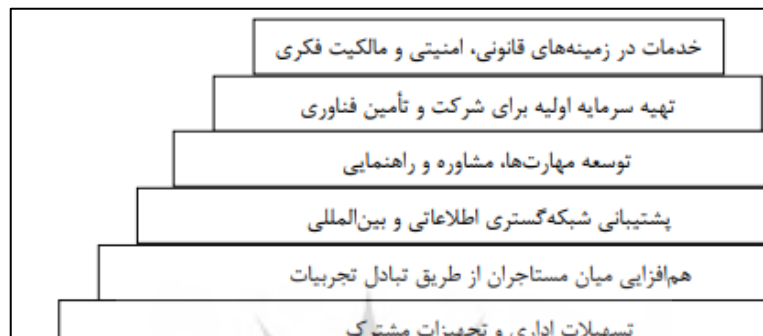 خدمات در زمینه‌های قانونی، امنیتی و مالکیت فکری
تهیه سرمایه اولیه برای شرکت و تأمین فناوری
توسعه مهارت‌ها، مشاوره و راهنمایی
پشتیبانی شبکه‌گستری اطلاعاتی و بین‌المللی
هم‌افزایی میان مستاجران از طریق تبادل تجربیات
تسهیلات اداری و تجهیزات مشترک